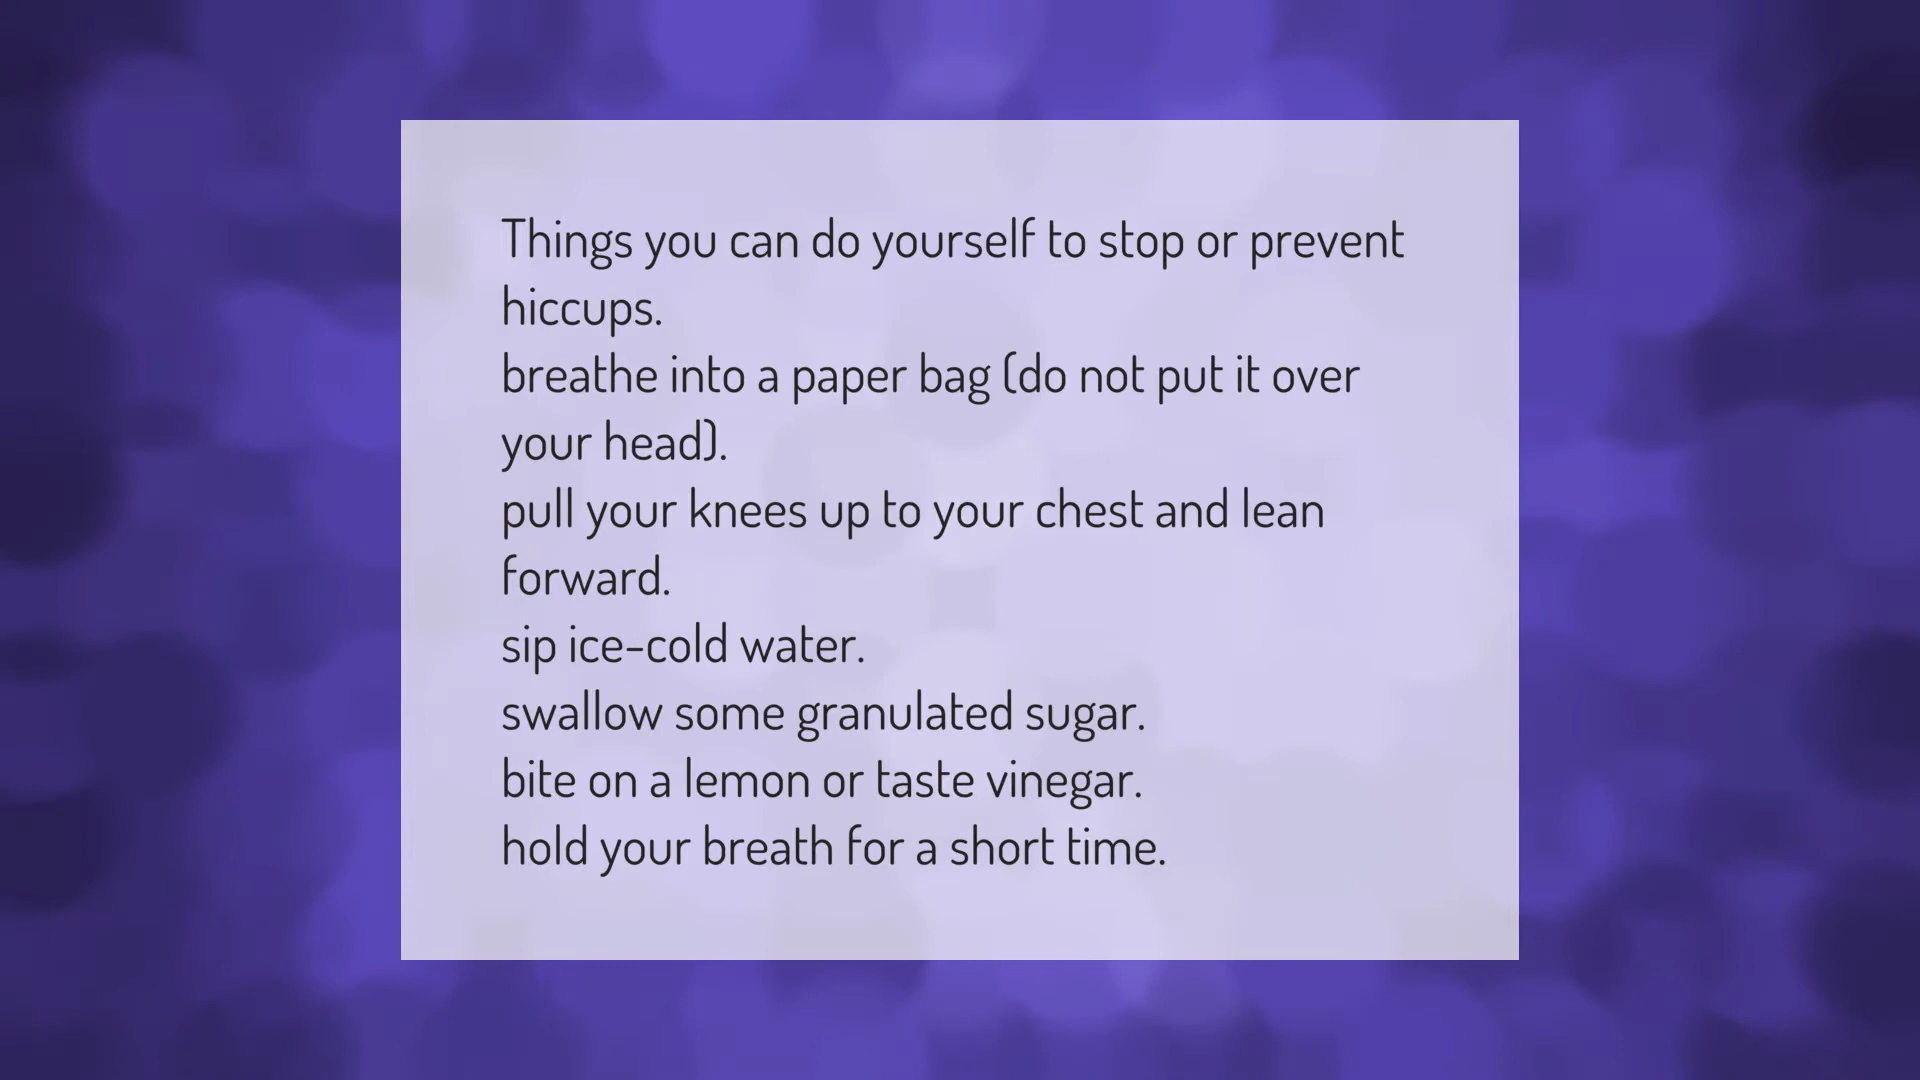 Things you can do yourself to stop or prevent
hiccups.
breathe into a paper bag (do not put it over
your head).
pull your knees up to your chest and lean
forward.
sip ice-cold water.
swallow some granulated sugar.
bite on a lemon or taste vinegar.
hold your breath for a short time.